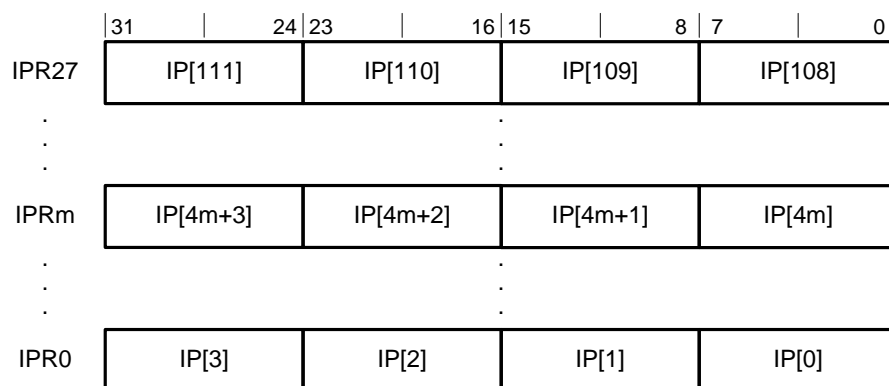 31 24 23 16 15 8 7 0
IPR27 IP[111] IP[110] IP[109] IP[108]
. .
. .
. .
IPRm IP[4m+3] IP[4m+2] IP[4m+1] IP[4m]
. .
. .
. .
IPR0 IP[3] IP[2] IP[1] IP[0]